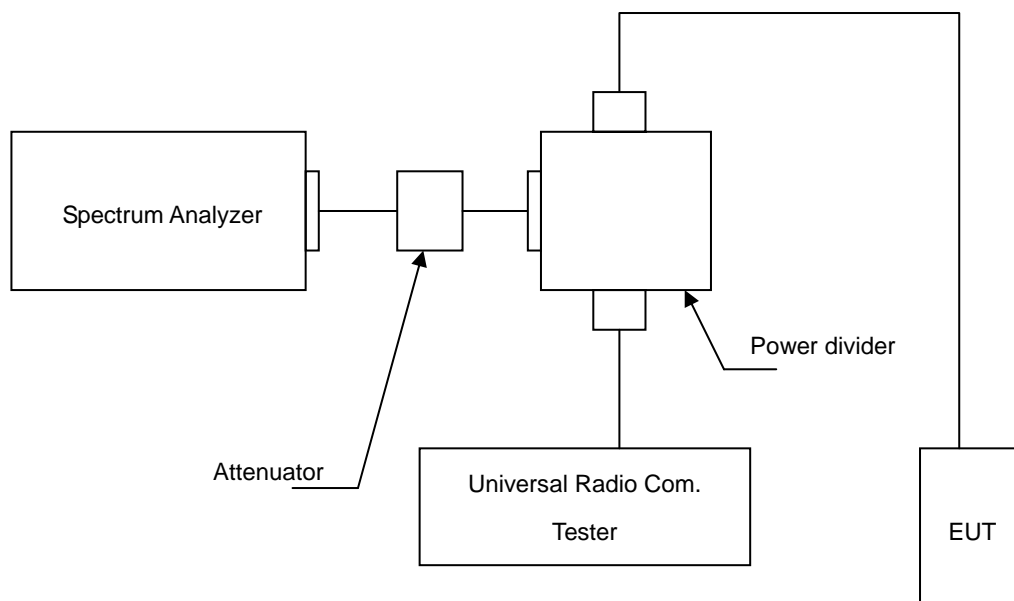 Spectrum Analyzer
Power divider
Attenuator
Universal Radio Com.
Tester
EUT